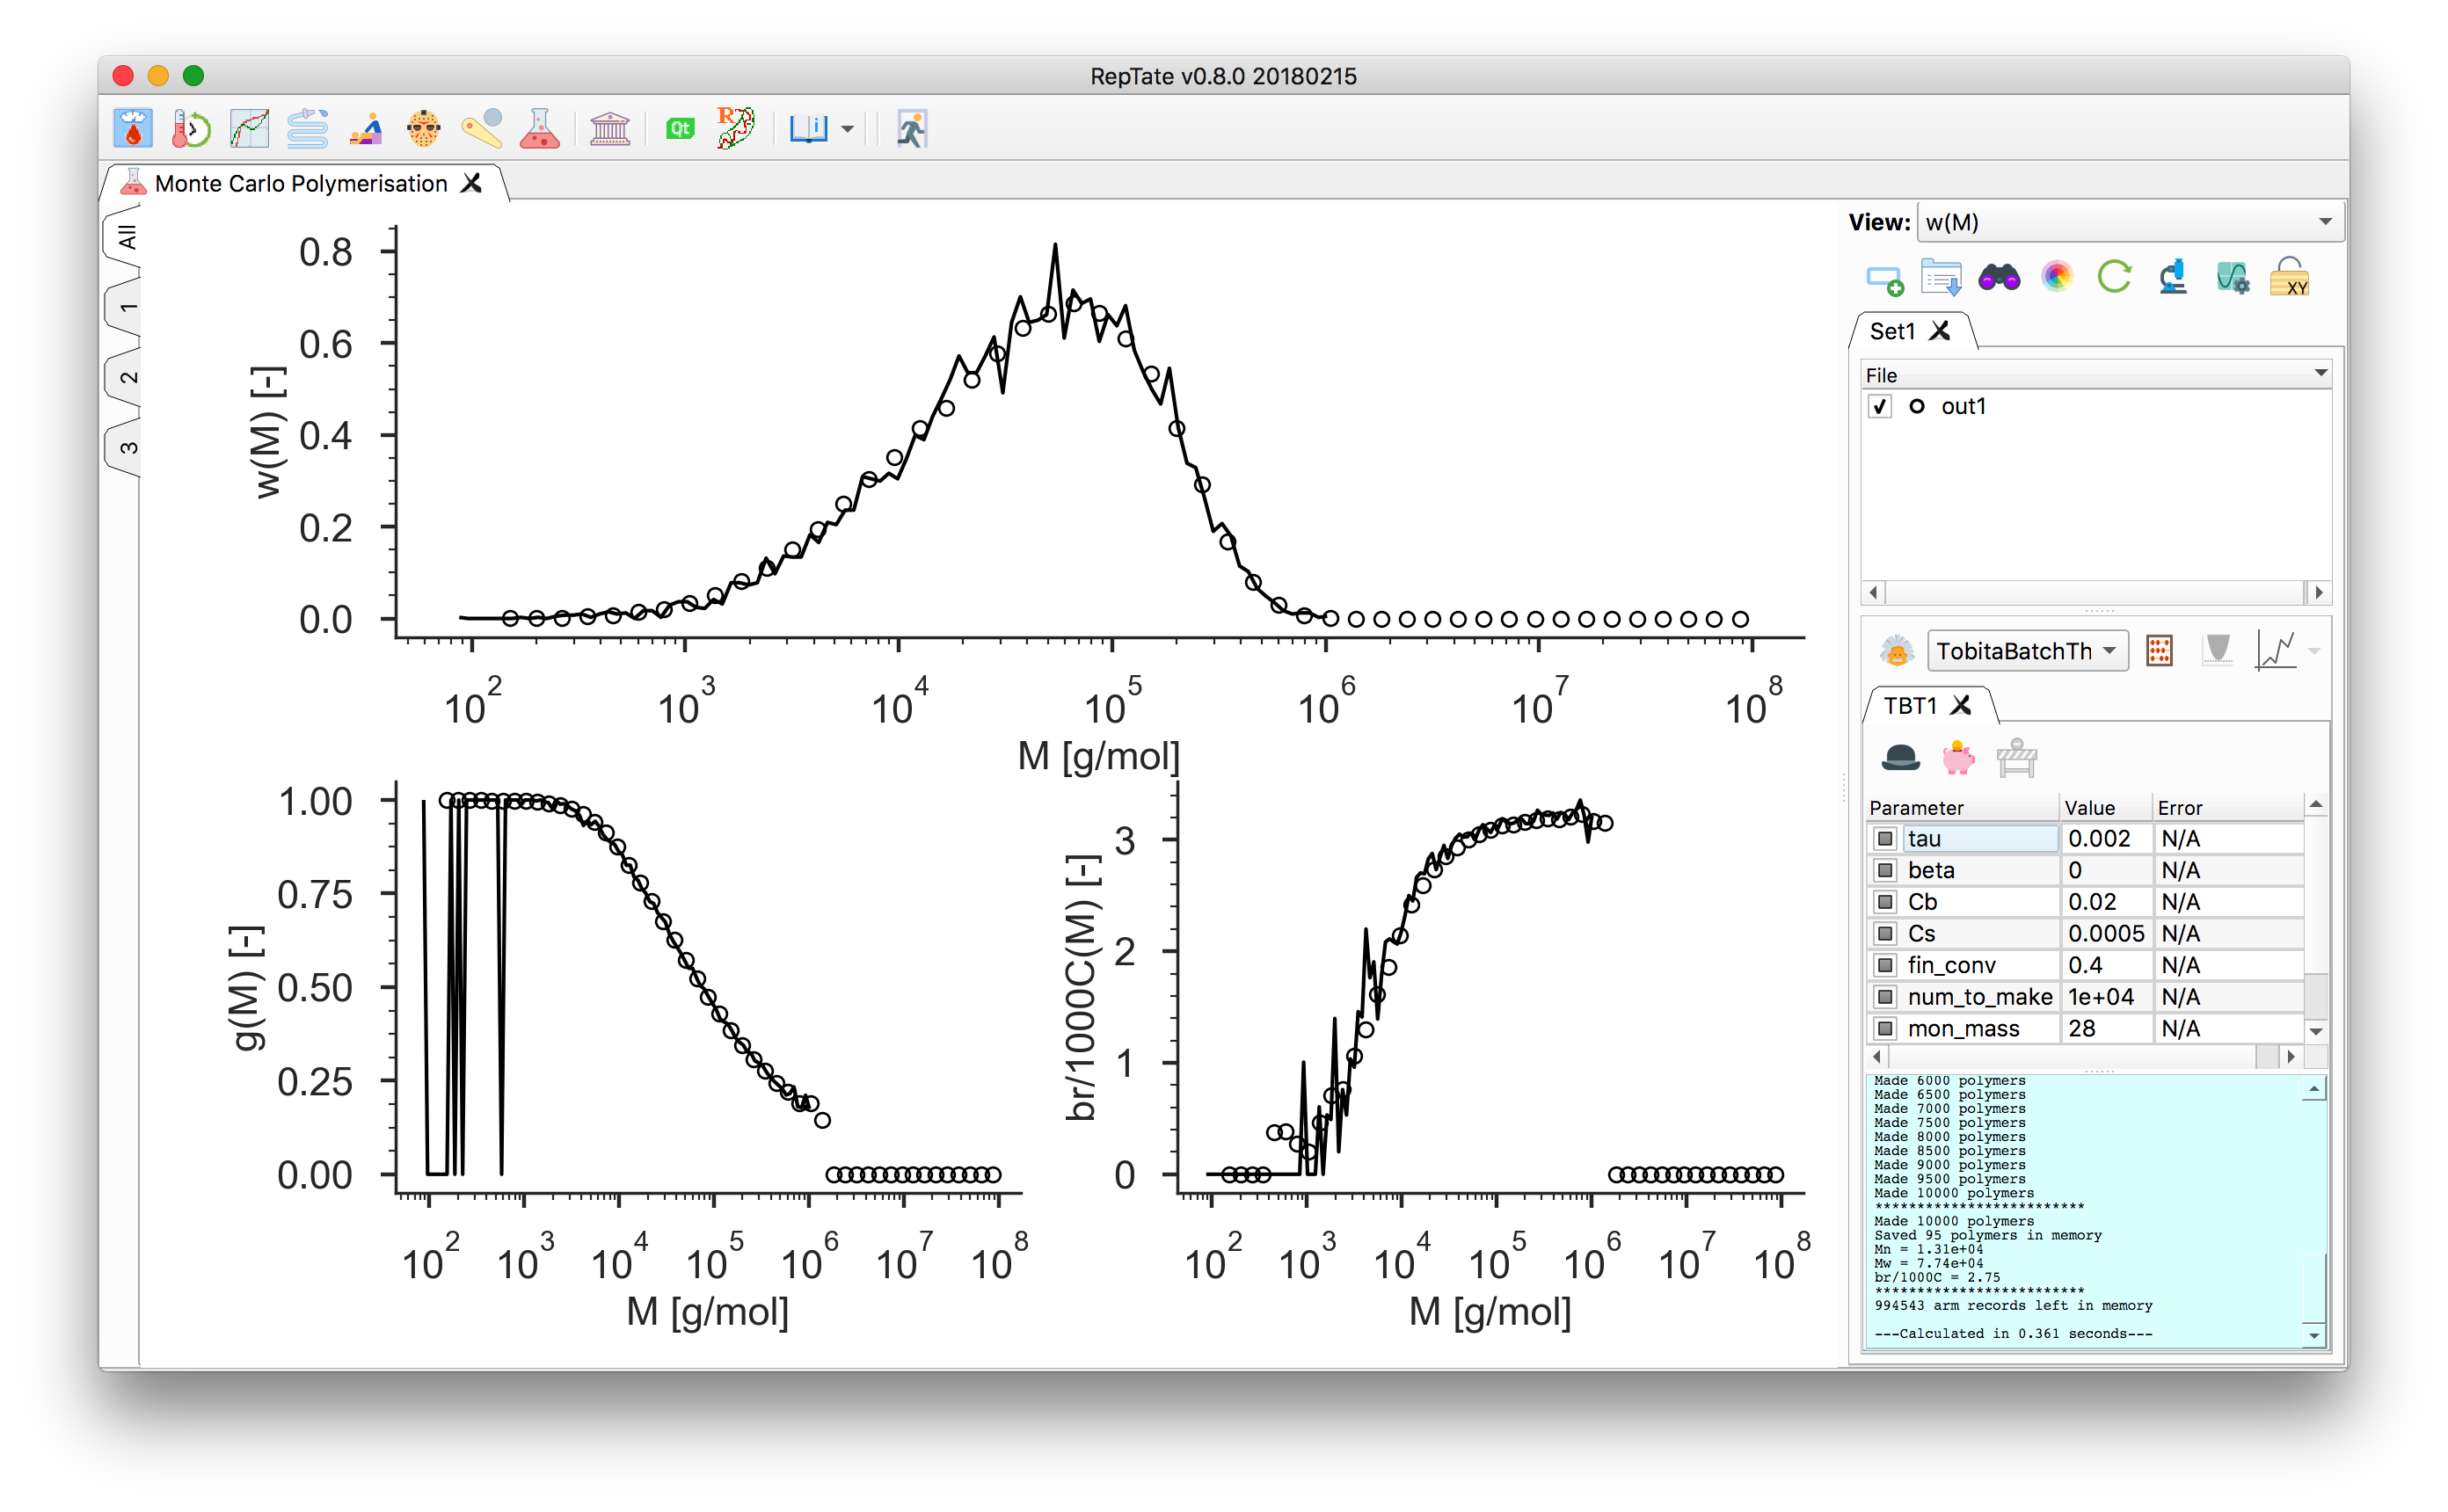 RepTate v0.8.0 20180215
Qt
R
i
Monte Carlo Polymerisation
All
1
2
3
w(M) [-]
0.8
0.6
0.4
0.2
0.0
10^2 10^3 10^4 10^5 10^6 10^7 10^8
M [g/mol]
g(M) [-]
1.00
0.75
0.50
0.25
0.00
10^2 10^3 10^4 10^5 10^6 10^7 10^8
M [g/mol]
br/1000C(M) [-]
3
2
1
0
10^2 10^3 10^4 10^5 10^6 10^7 10^8
M [g/mol]
View: w(M)
XY
Set1
File
out1
TobitaBatchTh
TBT1
Parameter Value Error
tau 0.002 N/A
beta 0 N/A
Cb 0.02 N/A
Cs 0.0005 N/A
fin_conv 0.4 N/A
num_to_make 1e+04 N/A
mon_mass 28 N/A
Made 6000 polymers
Made 6500 polymers
Made 7000 polymers
Made 7500 polymers
Made 8000 polymers
Made 8500 polymers
Made 9000 polymers
Made 9500 polymers
Made 10000 polymers
*************************
Made 10000 polymers
Saved 95 polymers in memory
Mn = 1.31e+04
Mw = 7.74e+04
br/1000C = 2.75
*************************
994543 arm records left in memory
---Calculated in 0.361 seconds---